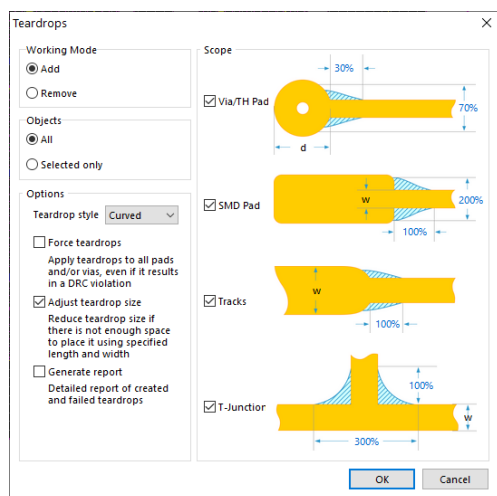 Teardrops
Working Mode
Add
Remove
Objects
All
Selected only
Options
Teardrop style Curved
Force teardrops
Apply teardrops to all pads
and/or vias, even if it results
in a DRC violation
Adjust teardrop size
Reduce teardrop size if
there is not enough space
to place it using specified
length and width
Generate report
Detailed report of created
and failed teardrops
Scope
Via/TH Pad
30%
70%
d
SMD Pad
w
200%
100%
Tracks
w
100%
T-Junctior
100%
w
300%
OK Cancel